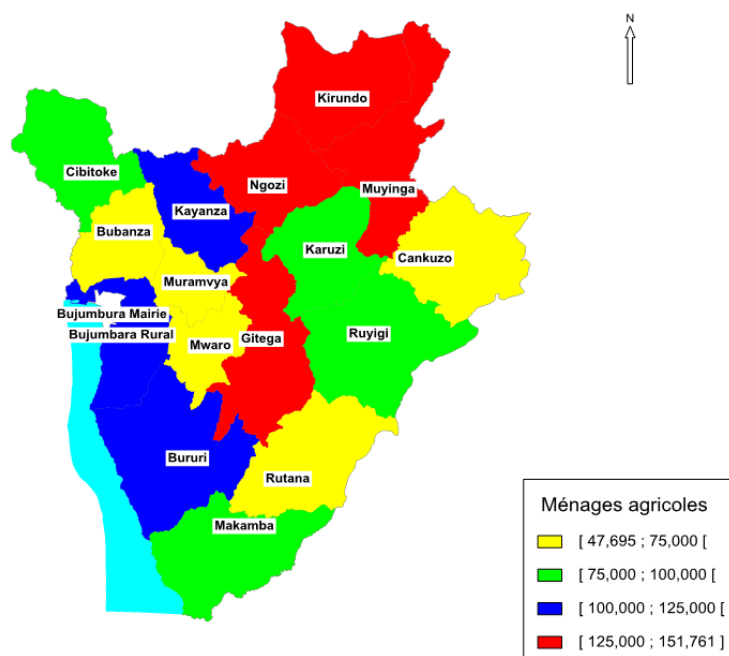 N
Kirundo
Cibitoke
Ngozi
Muyinga
Kayanza
Bubanza
Karuzi
Cankuzo
Muramvya
Bujumbura Mairie
Bujumbara Rural
Mwaro
Gitega
Ruyigi
Bururi
Rutana
Makamba
Ménages agricoles
[ 47,695 ; 75,000 [
[ 75,000 ; 100,000 [
[ 100,000 ; 125,000 [
[ 125,000 ; 151,761 ]